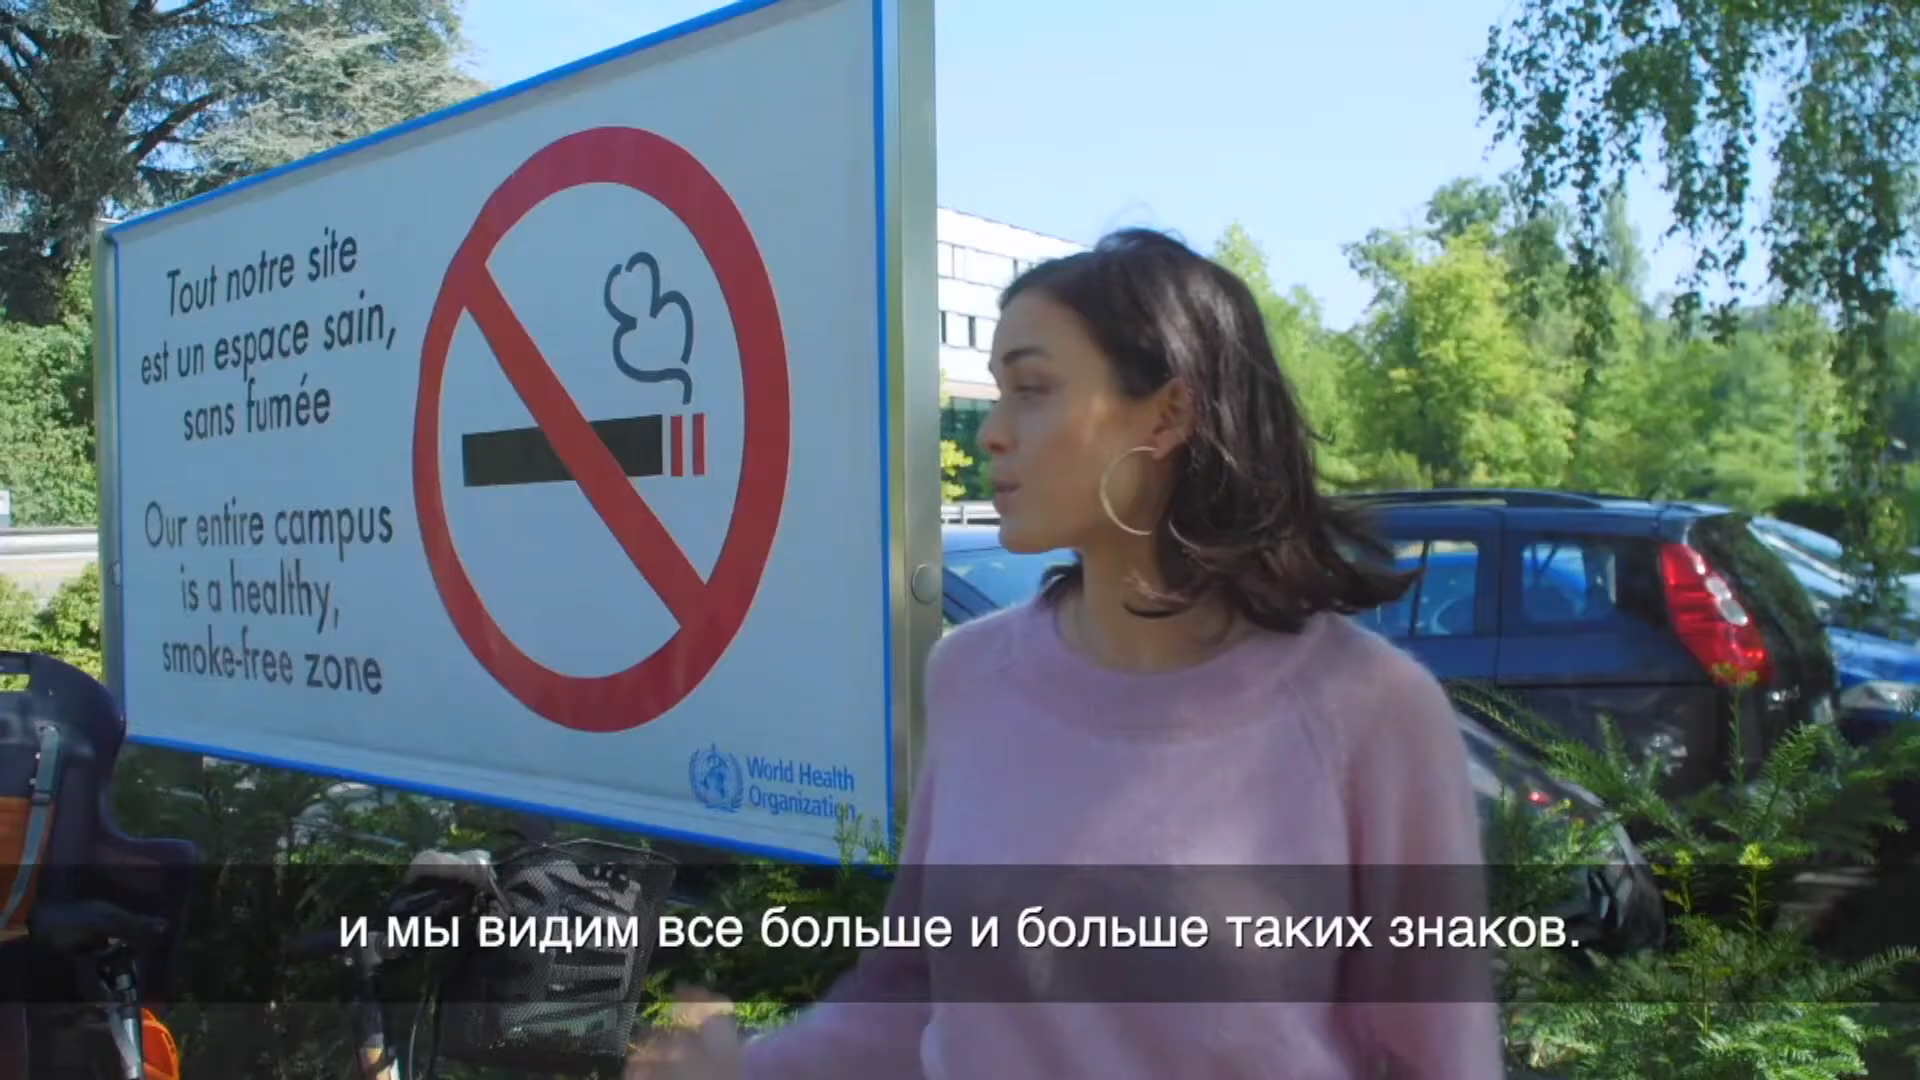 Tout notre site
est un espace sain,
sans fumée
Our entire campus
is a healthy,
smoke-free zone
World Health
Organization
и мы видим все больше и больше таких знаков.